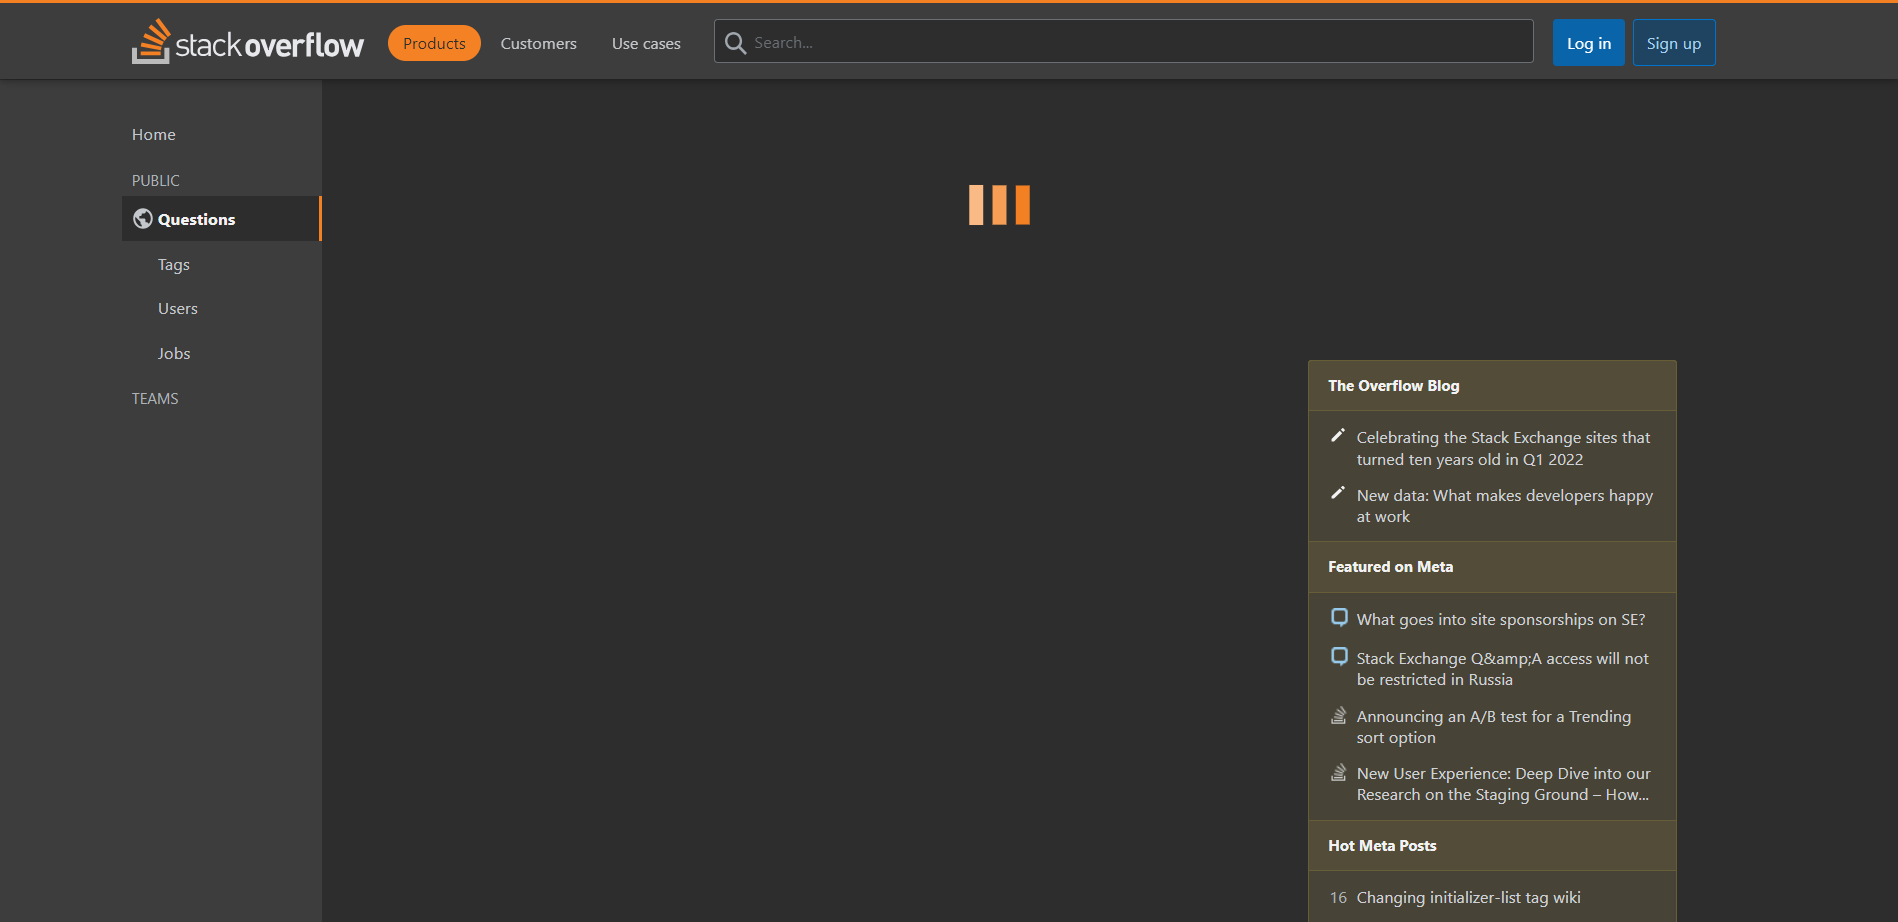 stack overflow
Products
Customers
Use cases
Search...
Log in
Sign up
Home
PUBLIC
Questions
Tags
Users
Jobs
TEAMS
The Overflow Blog
Celebrating the Stack Exchange sites that
turned ten years old in Q1 2022
New data: What makes developers happy
at work
Featured on Meta
What goes into site sponsorships on SE?
Stack Exchange Q&amp;A access will not
be restricted in Russia
Announcing an A/B test for a Trending
sort option
New User Experience: Deep Dive into our
Research on the Staging Ground – How...
Hot Meta Posts
16 Changing initializer-list tag wiki